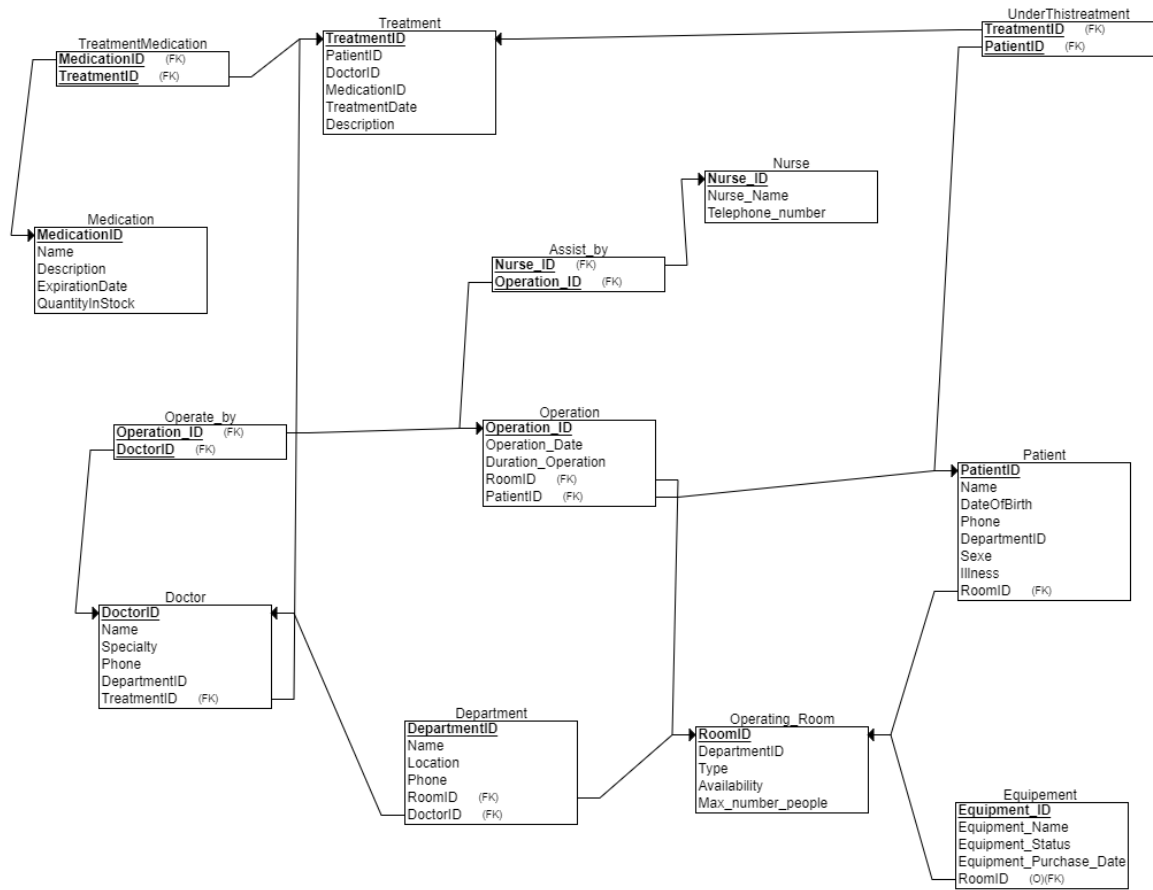 Treatment
TreatmentID
PatientID
DoctorID
MedicationID
TreatmentDate
Description
UnderThistreatment
TreatmentID (FK)
PatientID (FK)
TreatmentMedication
MedicationID (FK)
TreatmentID (FK)
Nurse
Nurse_ID
Nurse_Name
Telephone_number
Medication
MedicationID
Name
Description
ExpirationDate
QuantityInStock
Assist_by
Nurse_ID (FK)
Operation_ID (FK)
Operate_by
Operation_ID (FK)
DoctorID (FK)
Operation
Operation_ID
Operation_Date
Duration_Operation
RoomID (FK)
PatientID (FK)
Patient
PatientID
Name
DateOfBirth
Phone
DepartmentID
Sexe
Illness
RoomID (FK)
Doctor
DoctorID
Name
Specialty
Phone
DepartmentID
TreatmentID (FK)
Department
DepartmentID
Name
Location
Phone
RoomID (FK)
DoctorID (FK)
Operating_Room
RoomID
DepartmentID
Type
Availability
Max_number_people
Equipement
Equipment_ID
Equipment_Name
Equipment_Status
Equipment_Purchase_Date
RoomID (O)(FK)